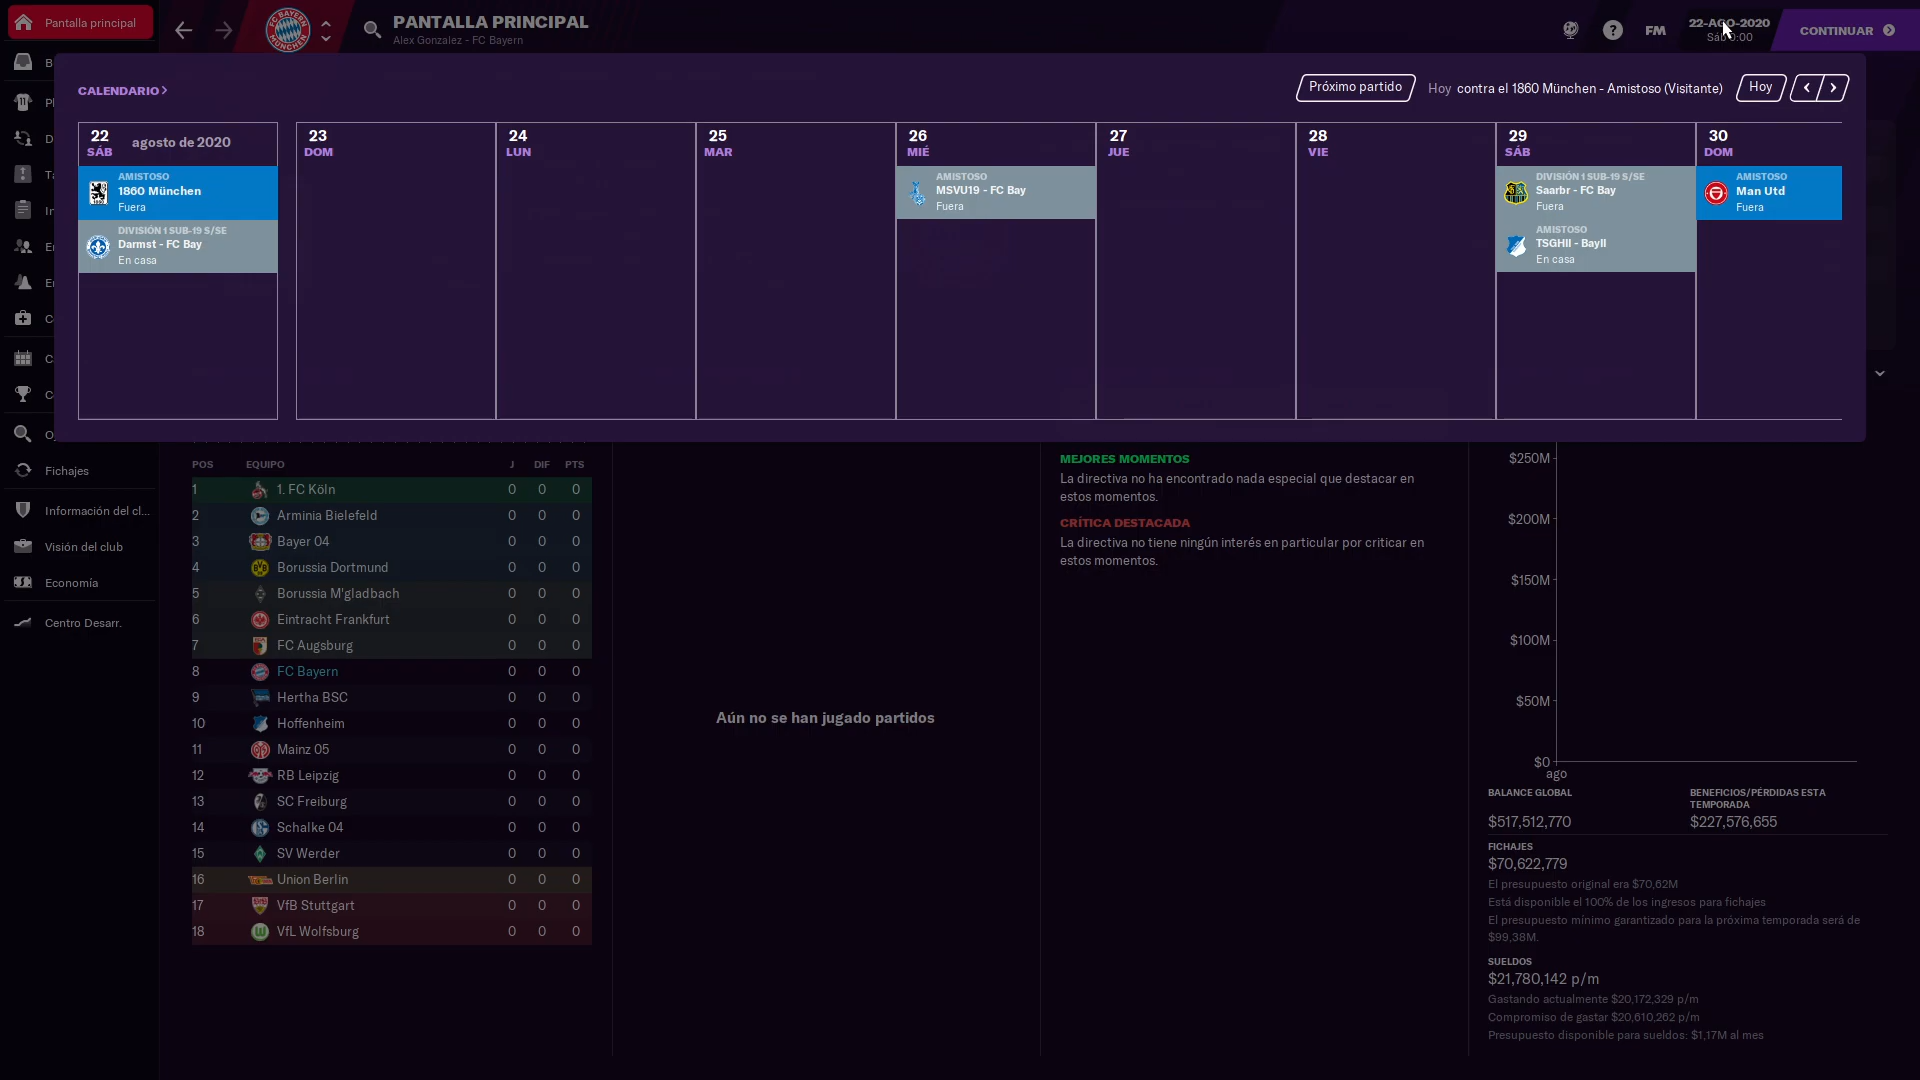 Pantalla principal
PANTALLA PRINCIPAL
Alex Gonzalez - FC Bayern
FM
22-AGO-2020
CONTINUAR
CALENDARIO
Próximo partido
Hoy contra el 1860 München - Amistoso (Visitante)
Hoy
22 SÁB agosto de 2020
AMISTOSO
1860 München
Fuera
DIVISIÓN 1 SUB-19 S/SE
Darmst - FC Bay
En casa
23
DOM
24
LUN
25
MAR
26
MIÉ
AMISTOSO
MSVU19 - FC Bay
Fuera
27
JUE
28
VIE
29
SÁB
DIVISIÓN 1 SUB-19 S/SE
Saarbr - FC Bay
Fuera
AMISTOSO
TSGHII - BayII
En casa
30
DOM
AMISTOSO
Man Utd
Fuera
Fichajes
Información del cl...
Visión del club
Economía
Centro Desarr.
POS EQUIPO J DIF PTS
1 1. FC Köln 0 0 0
2 Arminia Bielefeld 0 0 0
3 Bayer 04 0 0 0
4 Borussia Dortmund 0 0 0
5 Borussia M'gladbach 0 0 0
6 Eintracht Frankfurt 0 0 0
7 FC Augsburg 0 0 0
8 FC Bayern 0 0 0
9 Hertha BSC 0 0 0
10 Hoffenheim 0 0 0
11 Mainz 05 0 0 0
12 RB Leipzig 0 0 0
13 SC Freiburg 0 0 0
14 Schalke 04 0 0 0
15 SV Werder 0 0 0
16 Union Berlin 0 0 0
17 VfB Stuttgart 0 0 0
18 VfL Wolfsburg 0 0 0
Aún no se han jugado partidos
MEJORES MOMENTOS
La directiva no ha encontrado nada especial que destacar en
estos momentos.
CRÍTICA DESTACADA
La directiva no tiene ningún interés en particular por criticar en
estos momentos.
$250M
$200M
$150M
$100M
$50M
$0
ago
BALANCE GLOBAL
$517,512,770
BENEFICIOS/PÉRDIDAS ESTA
TEMPORADA
$227,576,655
FICHAJES
$70,622,779
El presupuesto original era $70,62M
Está disponible el 100% de los ingresos para fichajes
El presupuesto mínimo garantizado para la próxima temporada será de
$99,38M.
SUELDOS
$21,780,142 p/m
Gastando actualmente $20,172,329 p/m
Compromiso de gastar $20,610,262 p/m
Presupuesto disponible para sueldos: $1,17M al mes